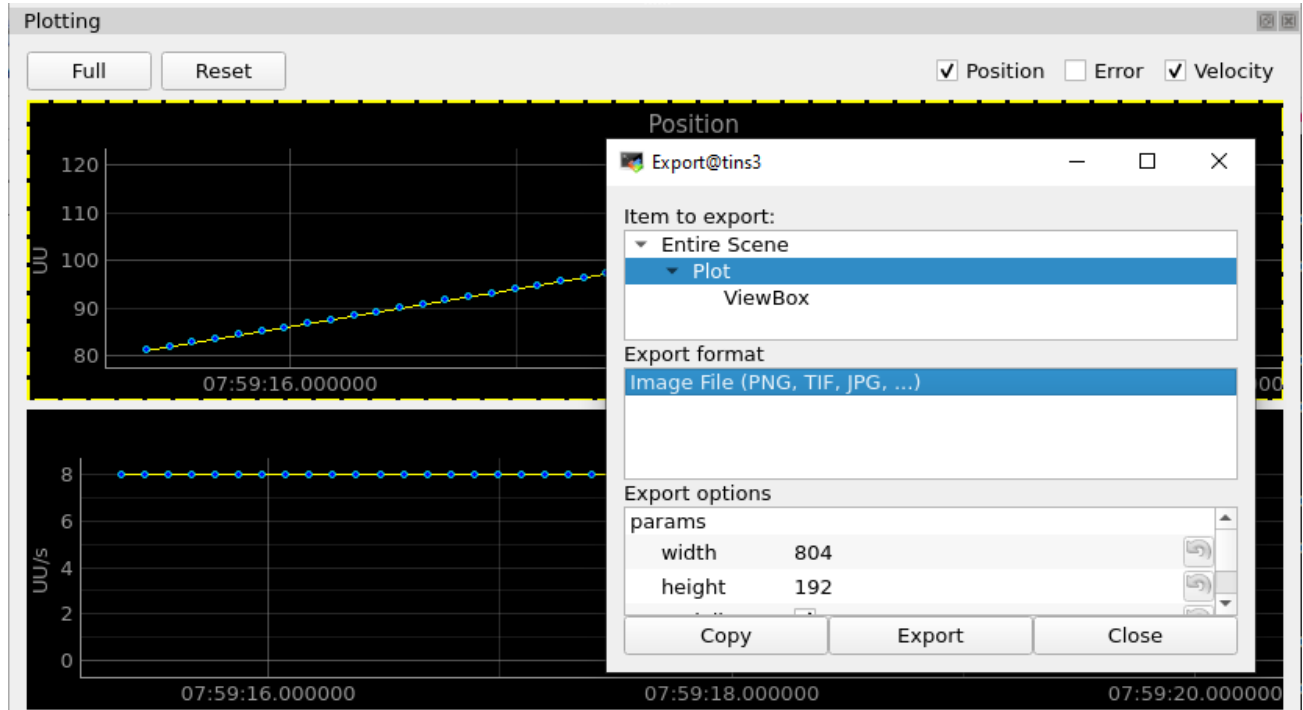 Plotting
Full Reset Position Error Velocity
Position
120
110
100
90
80
UU
07:59:16.000000
00
Export@tins3
Item to export:
Entire Scene
Plot
ViewBox
Export format
Image File (PNG, TIF, JPG, ...)
Export options
params
width 804
height 192
Copy Export Close
8
6
4
2
0
UU/s
07:59:16.000000 07:59:18.000000 07:59:20.000000